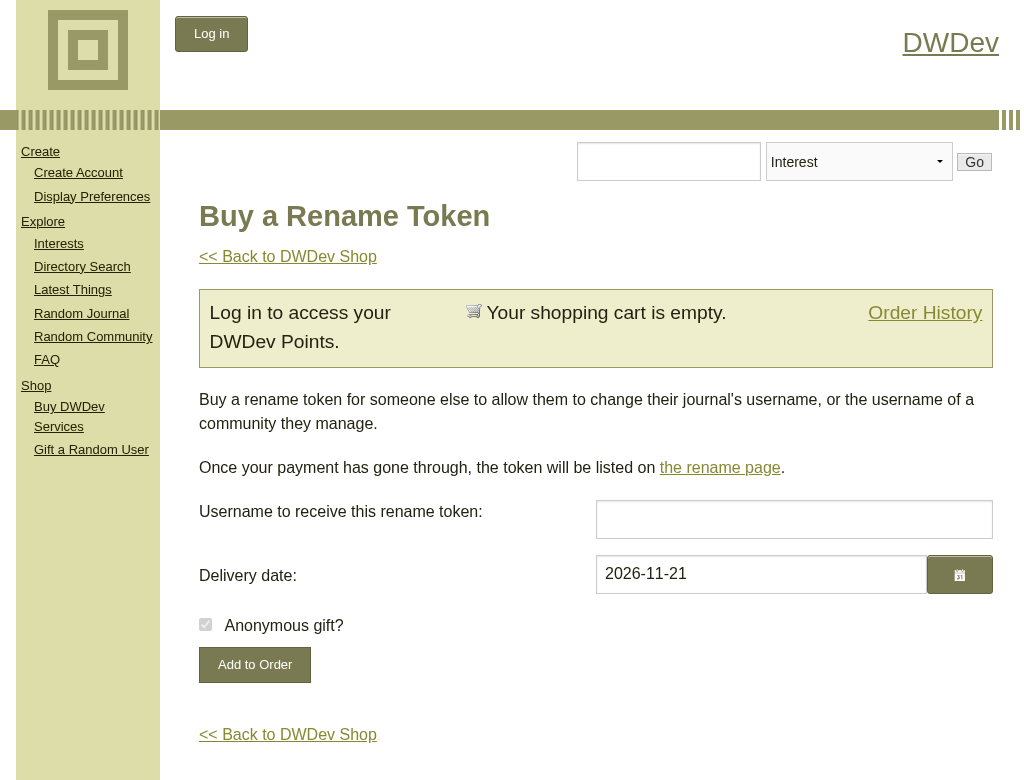 Log in
DWDev
Create
Create Account
Display Preferences
Explore
Interests
Directory Search
Latest Things
Random Journal
Random Community
FAQ
Shop
Buy DWDev
Services
Gift a Random User
Interest
Go
Buy a Rename Token
<< Back to DWDev Shop
Log in to access your
DWDev Points.
Your shopping cart is empty.
Order History
Buy a rename token for someone else to allow them to change their journal's username, or the username of a
community they manage.
Once your payment has gone through, the token will be listed on the rename page.
Username to receive this rename token:
Delivery date:
2026-11-21
31
Anonymous gift?
Add to Order
<< Back to DWDev Shop